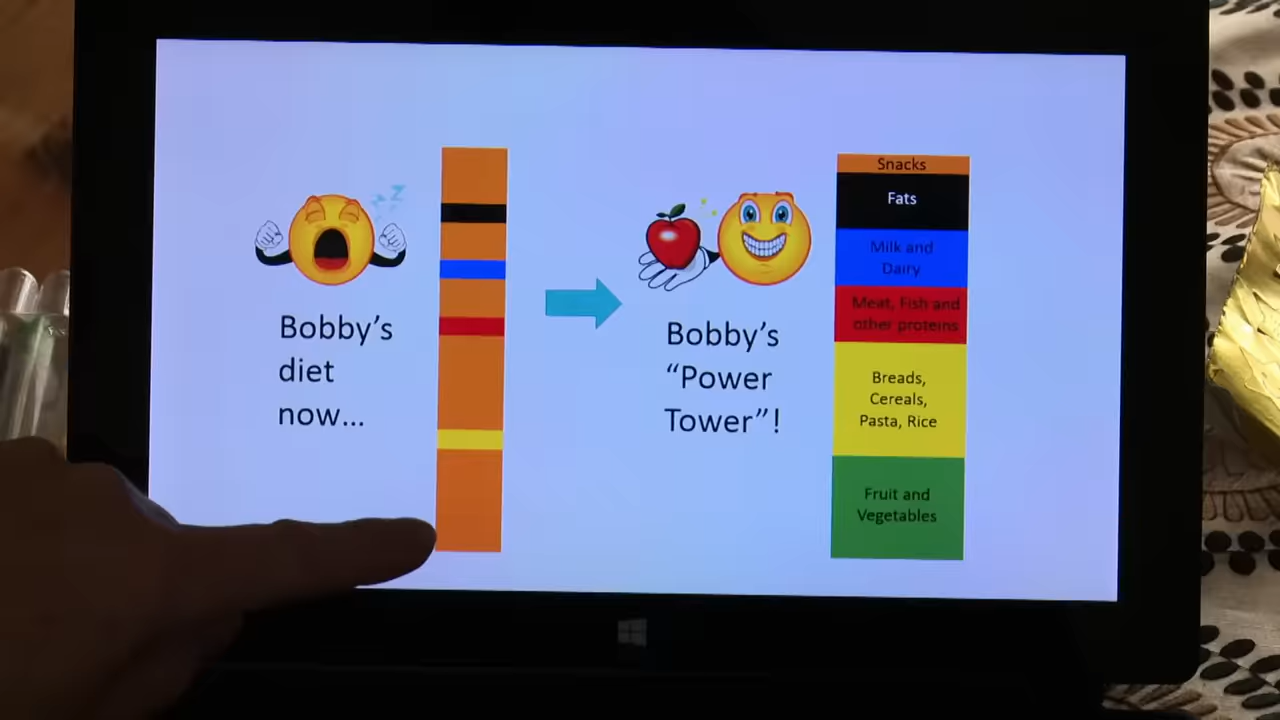 Bobby's
diet
now...
Bobby's
“Power
Tower”!
Snacks
Fats
Milk and
Dairy
Meat, Fish and
other proteins
Breads,
Cereals,
Pasta, Rice
Fruit and
Vegetables
zzz